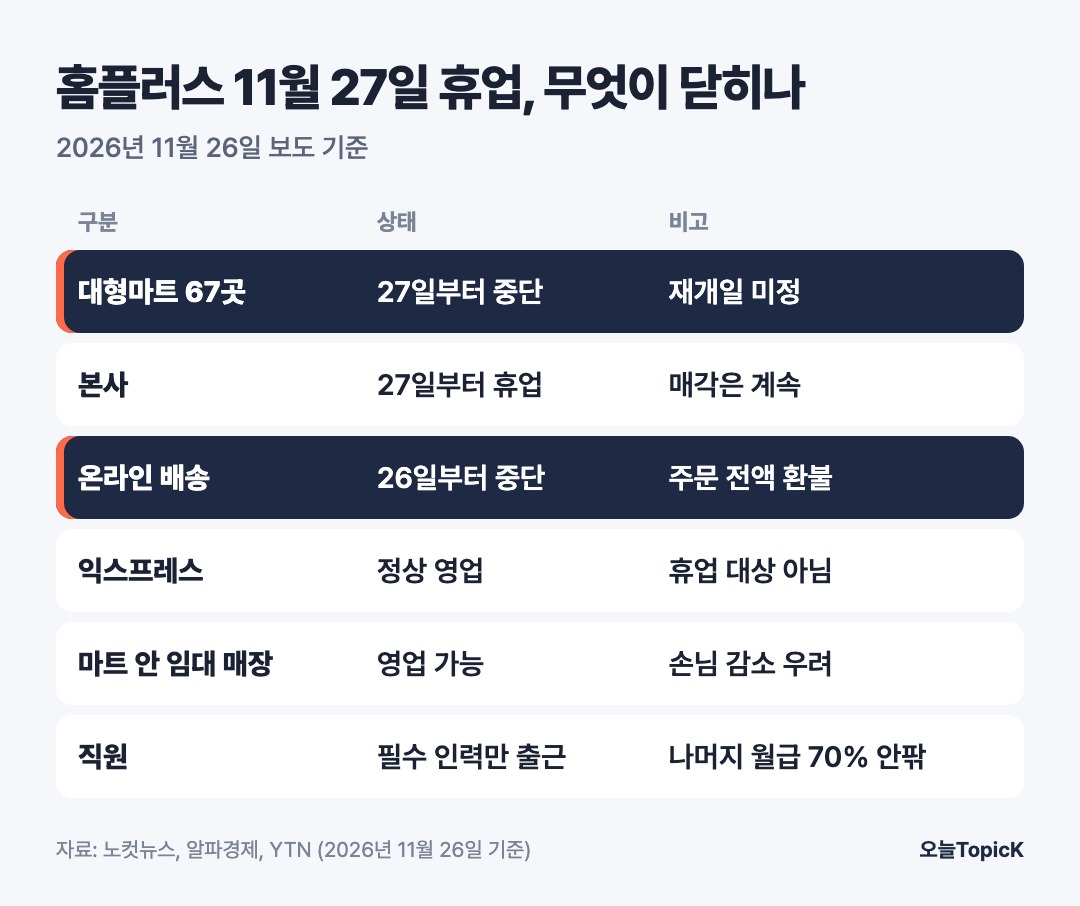 홈플러스 11월 27일 휴업, 무엇이 닫히나
2026년 11월 26일 보도 기준
구분 상태 비고
대형마트 67곳 27일부터 중단 재개일 미정
본사 27일부터 휴업 매각은 계속
온라인 배송 26일부터 중단 주문 전액 환불
익스프레스 정상 영업 휴업 대상 아님
마트 안 임대 매장 영업 가능 손님 감소 우려
직원 필수 인력만 출근 나머지 월급 70% 안팎
자료: 노컷뉴스, 알파경제, YTN (2026년 11월 26일 기준) 오늘TopicK